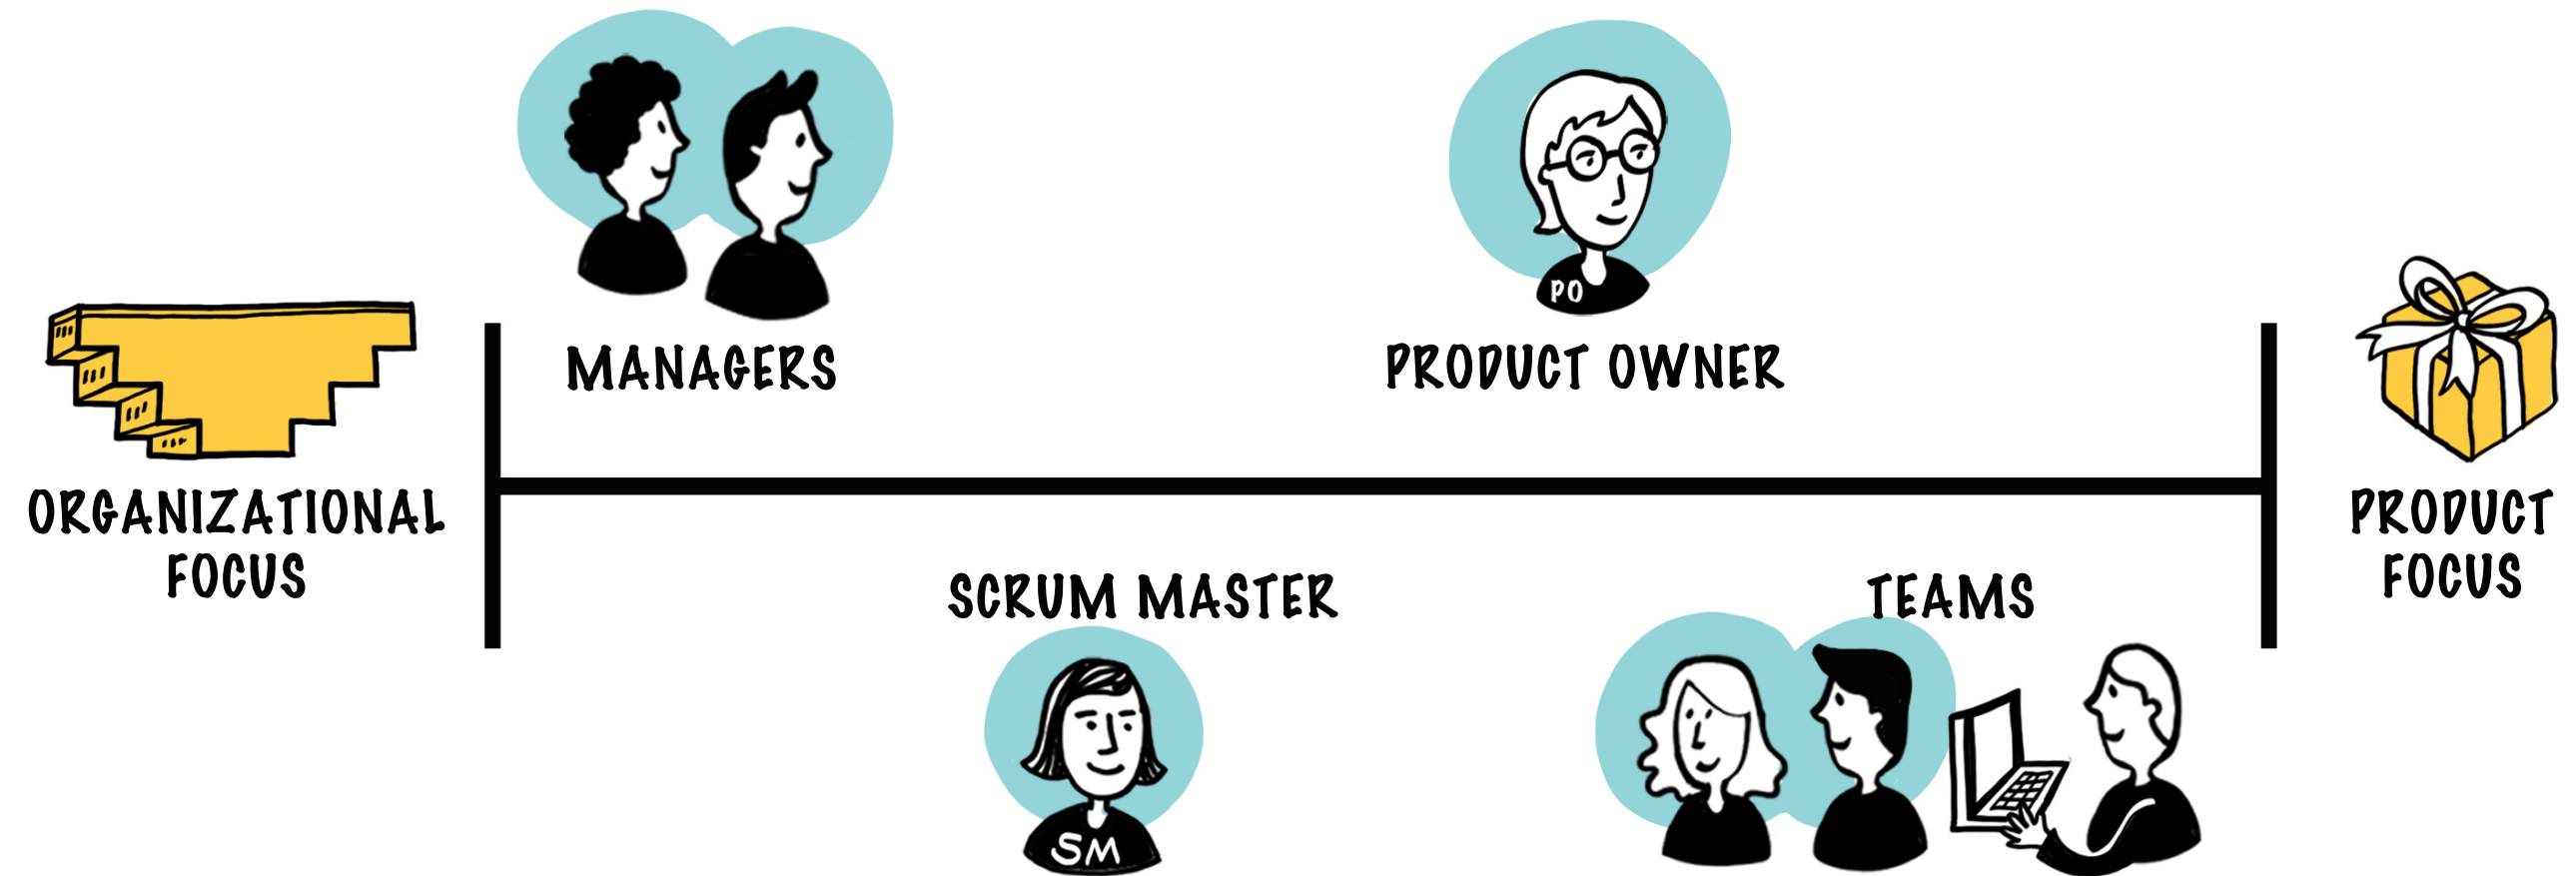 MANAGERS
PO
PRODUCT OWNER
ORGANIZATIONAL
FOCUS
PRODUCT
FOCUS
SCRUM MASTER
SM
TEAMS